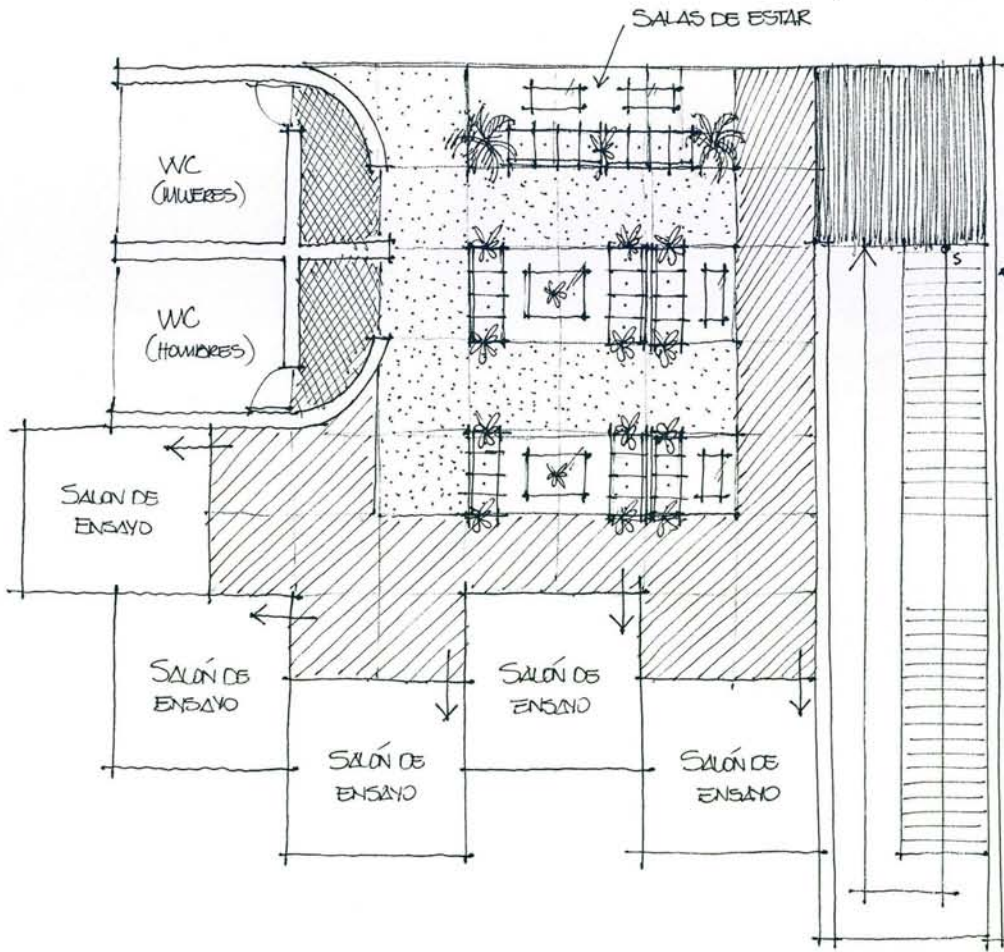 SALAS DE ESTAR
WC
(MUJERES)
WC
(HOMBRES)
SALON DE
ENSAYO
SALÓN DE
ENSAYO
SALÓN DE
ENSAYO
SALÓN DE
ENSAYO
SALÓN DE
ENSAYO
S